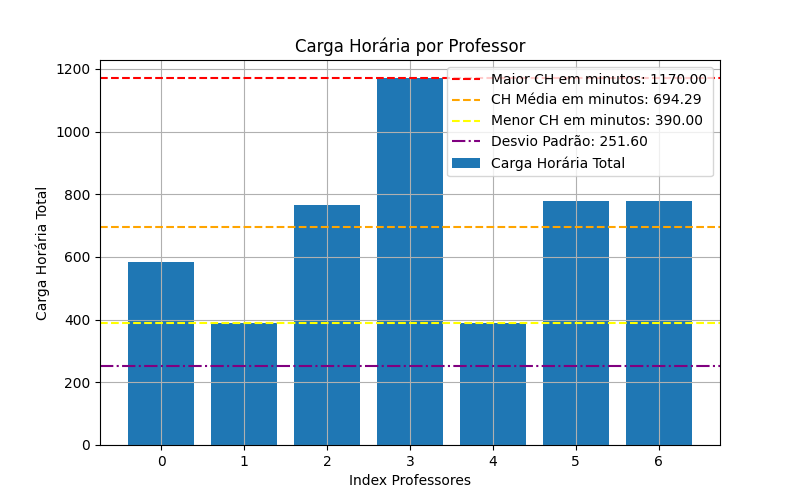 Carga Horária por Professor
Maior CH em minutos: 1170.00
CH Média em minutos: 694.29
Menor CH em minutos: 390.00
Desvio Padrão: 251.60
Carga Horária Total
Carga Horária Total
1200
1000
800
600
400
200
0
0 1 2 3 4 5 6
Index Professores